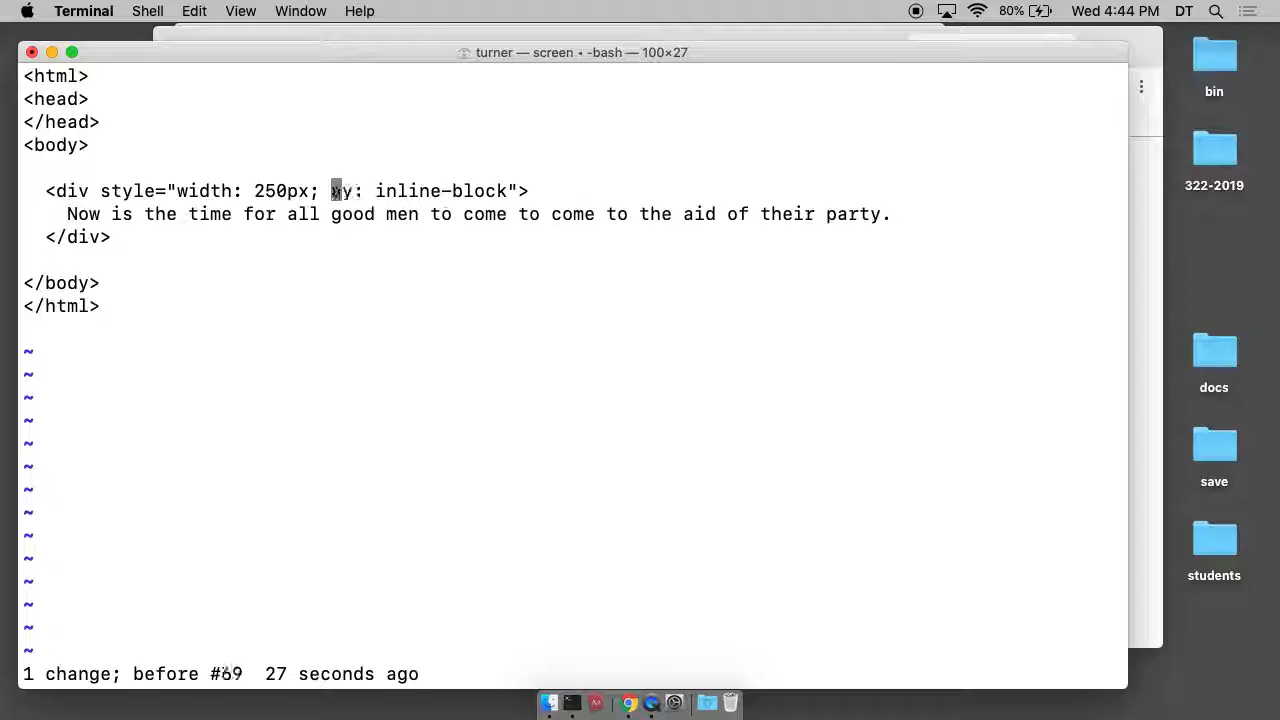 Terminal Shell Edit View Window Help 80% Wed 4:44 PM DT
turner — screen ◂ -bash — 100×27
<html>
<head>
</head>
<body>
<div style="width: 250px; y: inline-block">
Now is the time for all good men to come to come to the aid of their party.
</div>
</body>
</html>
~
~
~
~
~
~
~
~
~
~
~
~
~
~
1 change; before #69 27 seconds ago
bin
322-2019
docs
save
students